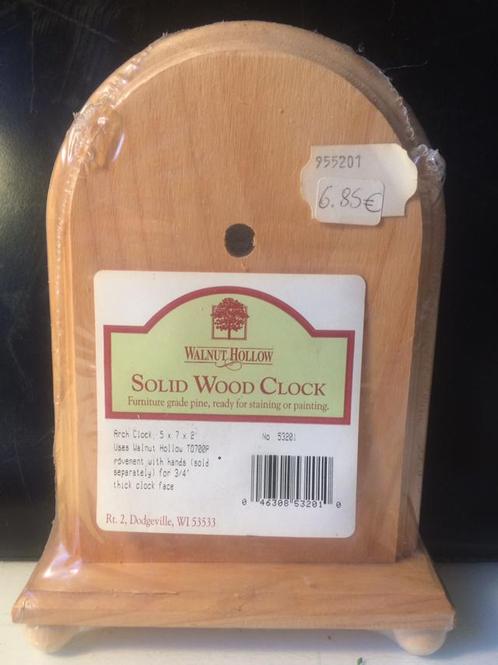 955201
6.85€
WALNUT HOLLOW
SOLID WOOD CLOCK
Furniture grade pine, ready for staining or painting.
Arch Clock, 5 x 7 x 2"
No 53201
Uses Walnut Hollow TQ700P
movement with hands (sold
separately) for 3/4"
thick clock face
0 46308 53201 0
Rt. 2, Dodgeville, WI 53533